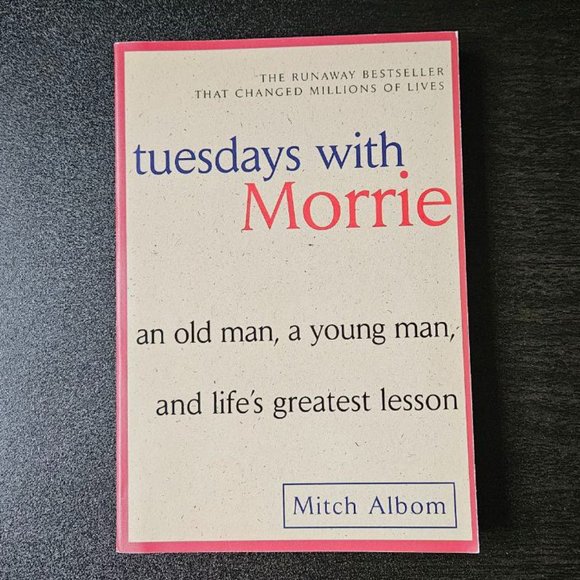 THE RUNAWAY BESTSELLER
THAT CHANGED MILLIONS OF LIVES
tuesdays with
Morrie
an old man, a young man,
and life's greatest lesson
Mitch Albom